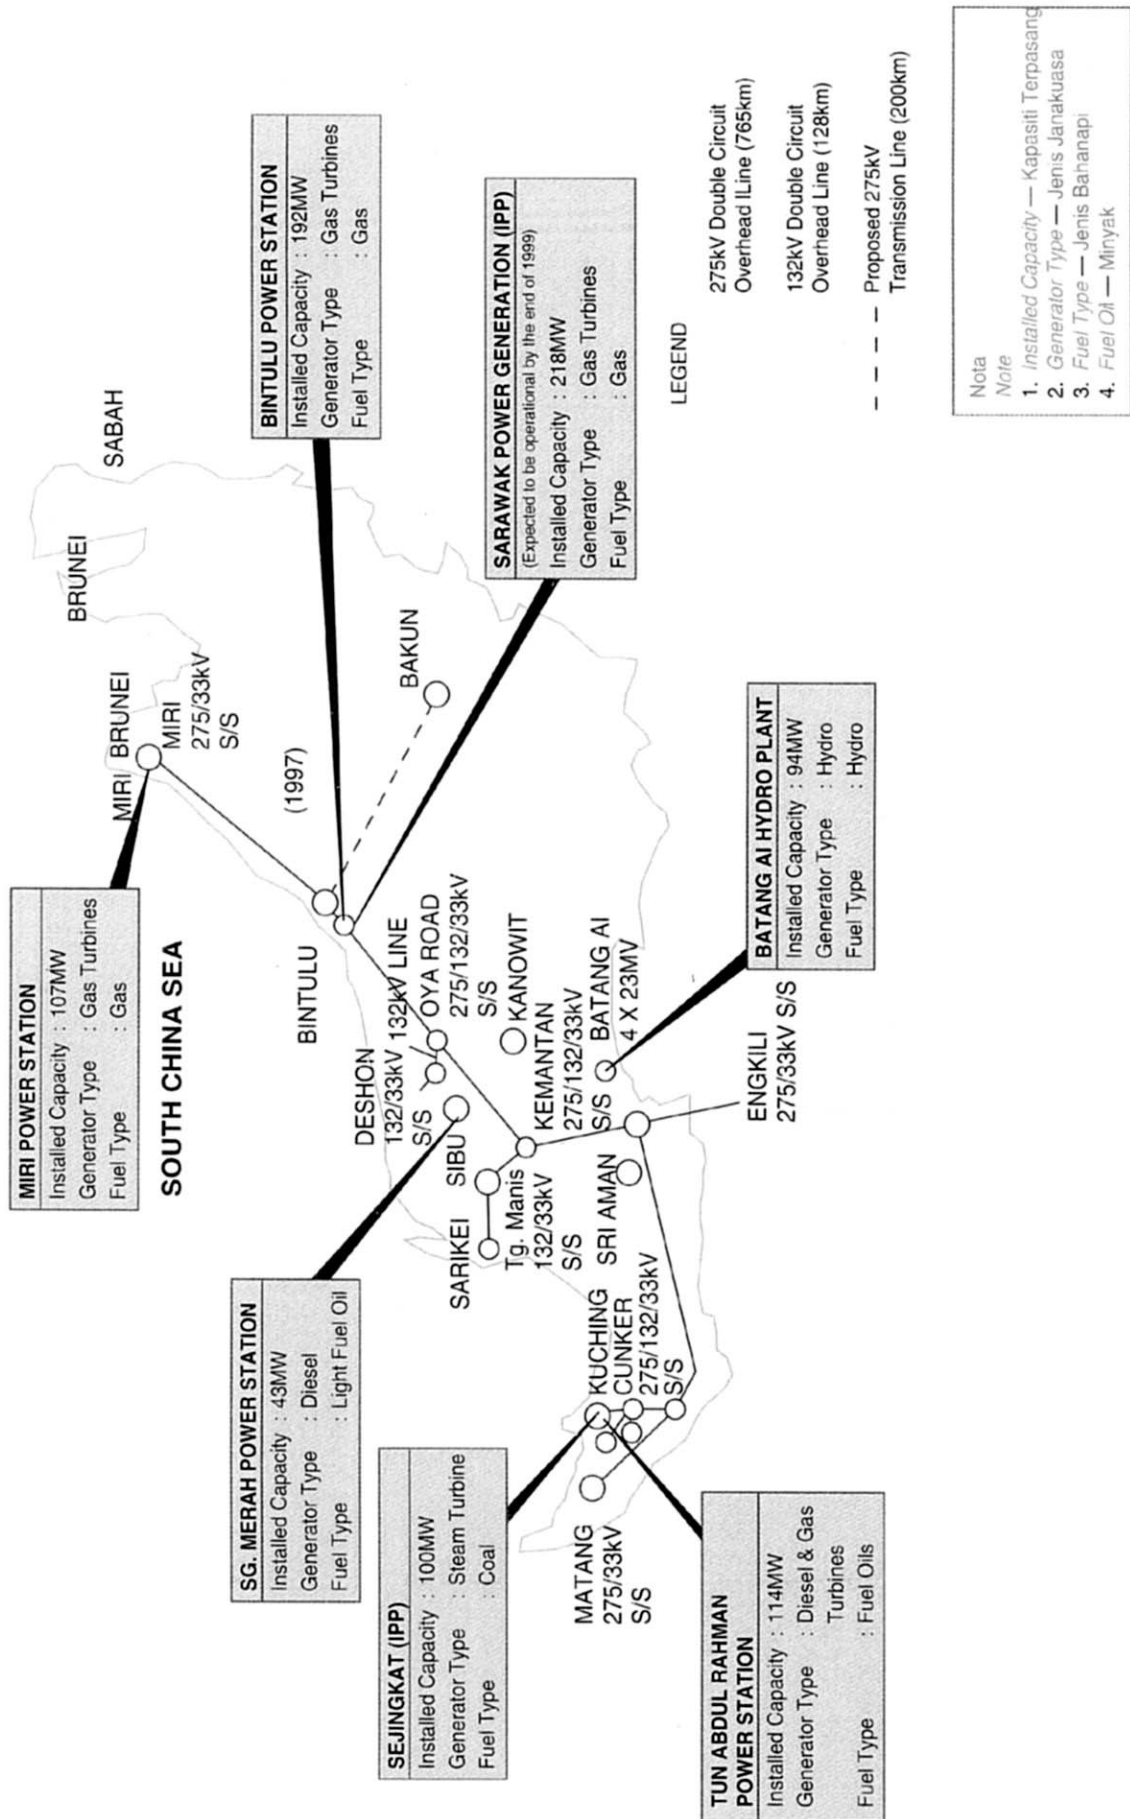 MIRI POWER STATION
Installed Capacity : 107MW
Generator Type : Gas Turbines
Fuel Type : Gas
SOUTH CHINA SEA
SG. MERAH POWER STATION
Installed Capacity : 43MW
Generator Type : Diesel
Fuel Type : Light Fuel Oil
SEJINGKAT (IPP)
Installed Capacity : 100MW
Generator Type : Steam Turbine
Fuel Type : Coal
TUN ABDUL RAHMAN
POWER STATION
Installed Capacity : 114MW
Generator Type : Diesel & Gas
Turbines
Fuel Type : Fuel Oils
BINTULU POWER STATION
Installed Capacity : 192MW
Generator Type : Gas Turbines
Fuel Type : Gas
SARAWAK POWER GENERATION (IPP)
(Expected to be operational by the end of 1999)
Installed Capacity : 218MW
Generator Type : Gas Turbines
Fuel Type : Gas
BATANG AI HYDRO PLANT
Installed Capacity : 94MW
Generator Type : Hydro
Fuel Type : Hydro
SABAH
BRUNEI
MIRI BRUNEI
MIRI
275/33kV
S/S
(1997)
BAKUN
BINTULU
132kV LINE
OYA ROAD
275/132/33kV
S/S
DESHON
132/33kV
S/S
SIBU
KANOWIT
KEMANTAN
275/132/33kV
S/S
BATANG AI
4 X 23MV
SARIKEI
Tg. Manis
132/33kV
S/S
SRI AMAN
ENGKILI
275/33kV S/S
KUCHING
CUNKER
275/132/33kV
S/S
MATANG
275/33kV
S/S
LEGEND
275kV Double Circuit
Overhead ILine (765km)
132kV Double Circuit
Overhead Line (128km)
Proposed 275kV
Transmission Line (200km)
Nota
Note
1. Installed Capacity — Kapasiti Terpasang
2. Generator Type — Jenis Janakuasa
3. Fuel Type — Jenis Bahanapi
4. Fuel Oil — Minyak